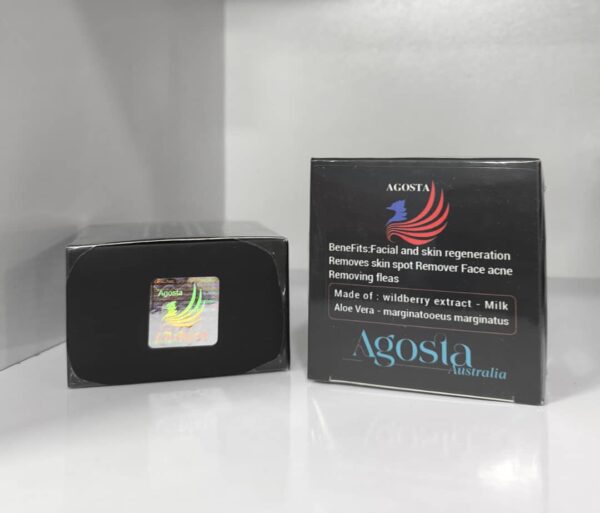 Agosta
AGOSTA
BeneFits:Facial and skin regeneration
Removes skin spot Remover Face acne
Removing fleas
Made of : wildberry extract - Milk
Aloe Vera - marginatooeus marginatus
Agosta
Australia